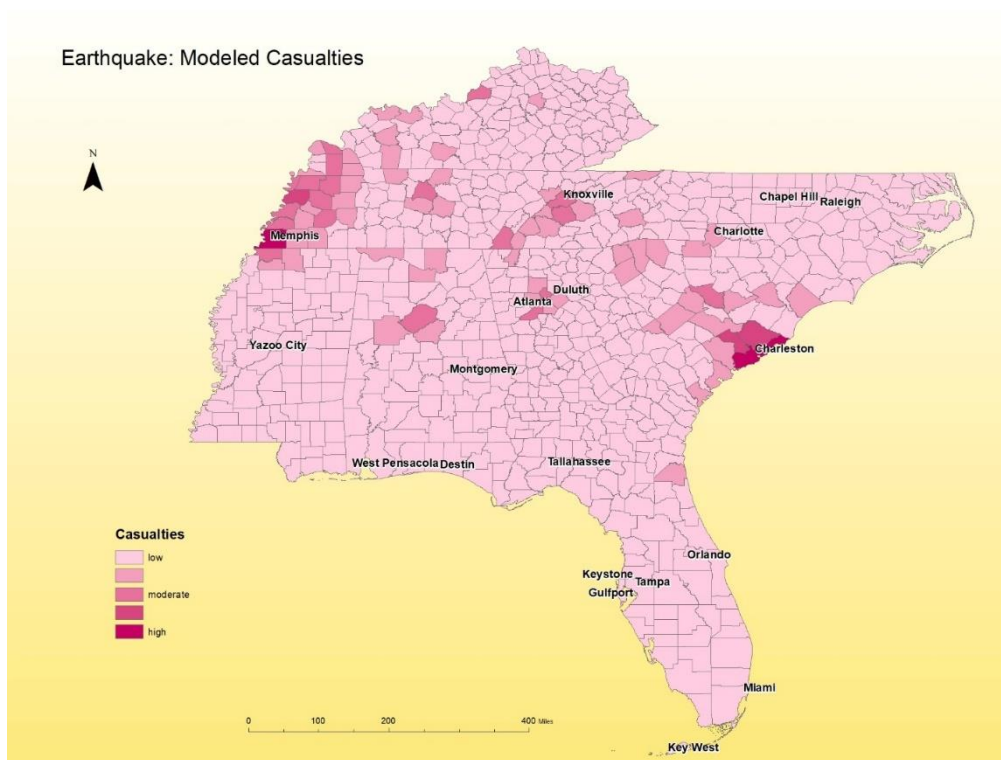 Earthquake: Modeled Casualties
N
Knoxville
Chapel Hill
Raleigh
Memphis
Charlotte
Duluth
Atlanta
Yazoo City
Charleston
Montgomery
West Pensacola
Destin
Tallahassee
Casualties
low
moderate
high
Orlando
Keystone
Tampa
Gulfport
Miami
0 100 200 400 Miles
Key West